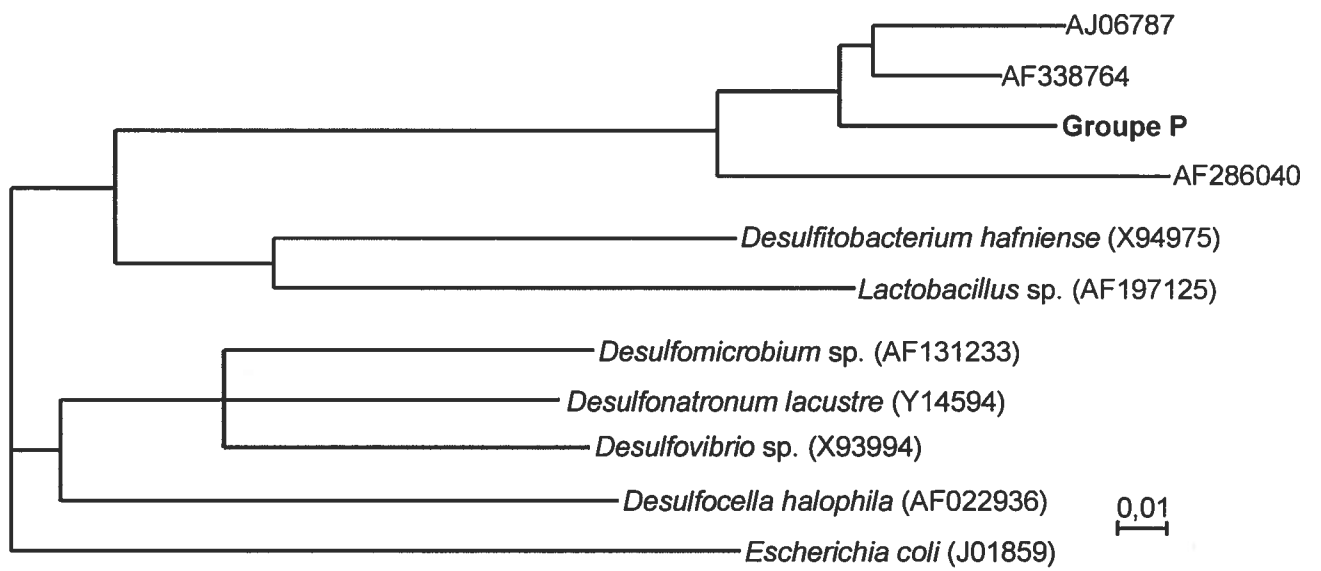 AJ06787
AF338764
Groupe P
AF286040
Desulfitobacterium hafniense (X94975)
Lactobacillus sp. (AF197125)
Desulfomicrobium sp. (AF131233)
Desulfonatronum lacustre (Y14594)
Desulfovibrio sp. (X93994)
Desulfocella halophila (AF022936)
0,01
Escherichia coli (J01859)